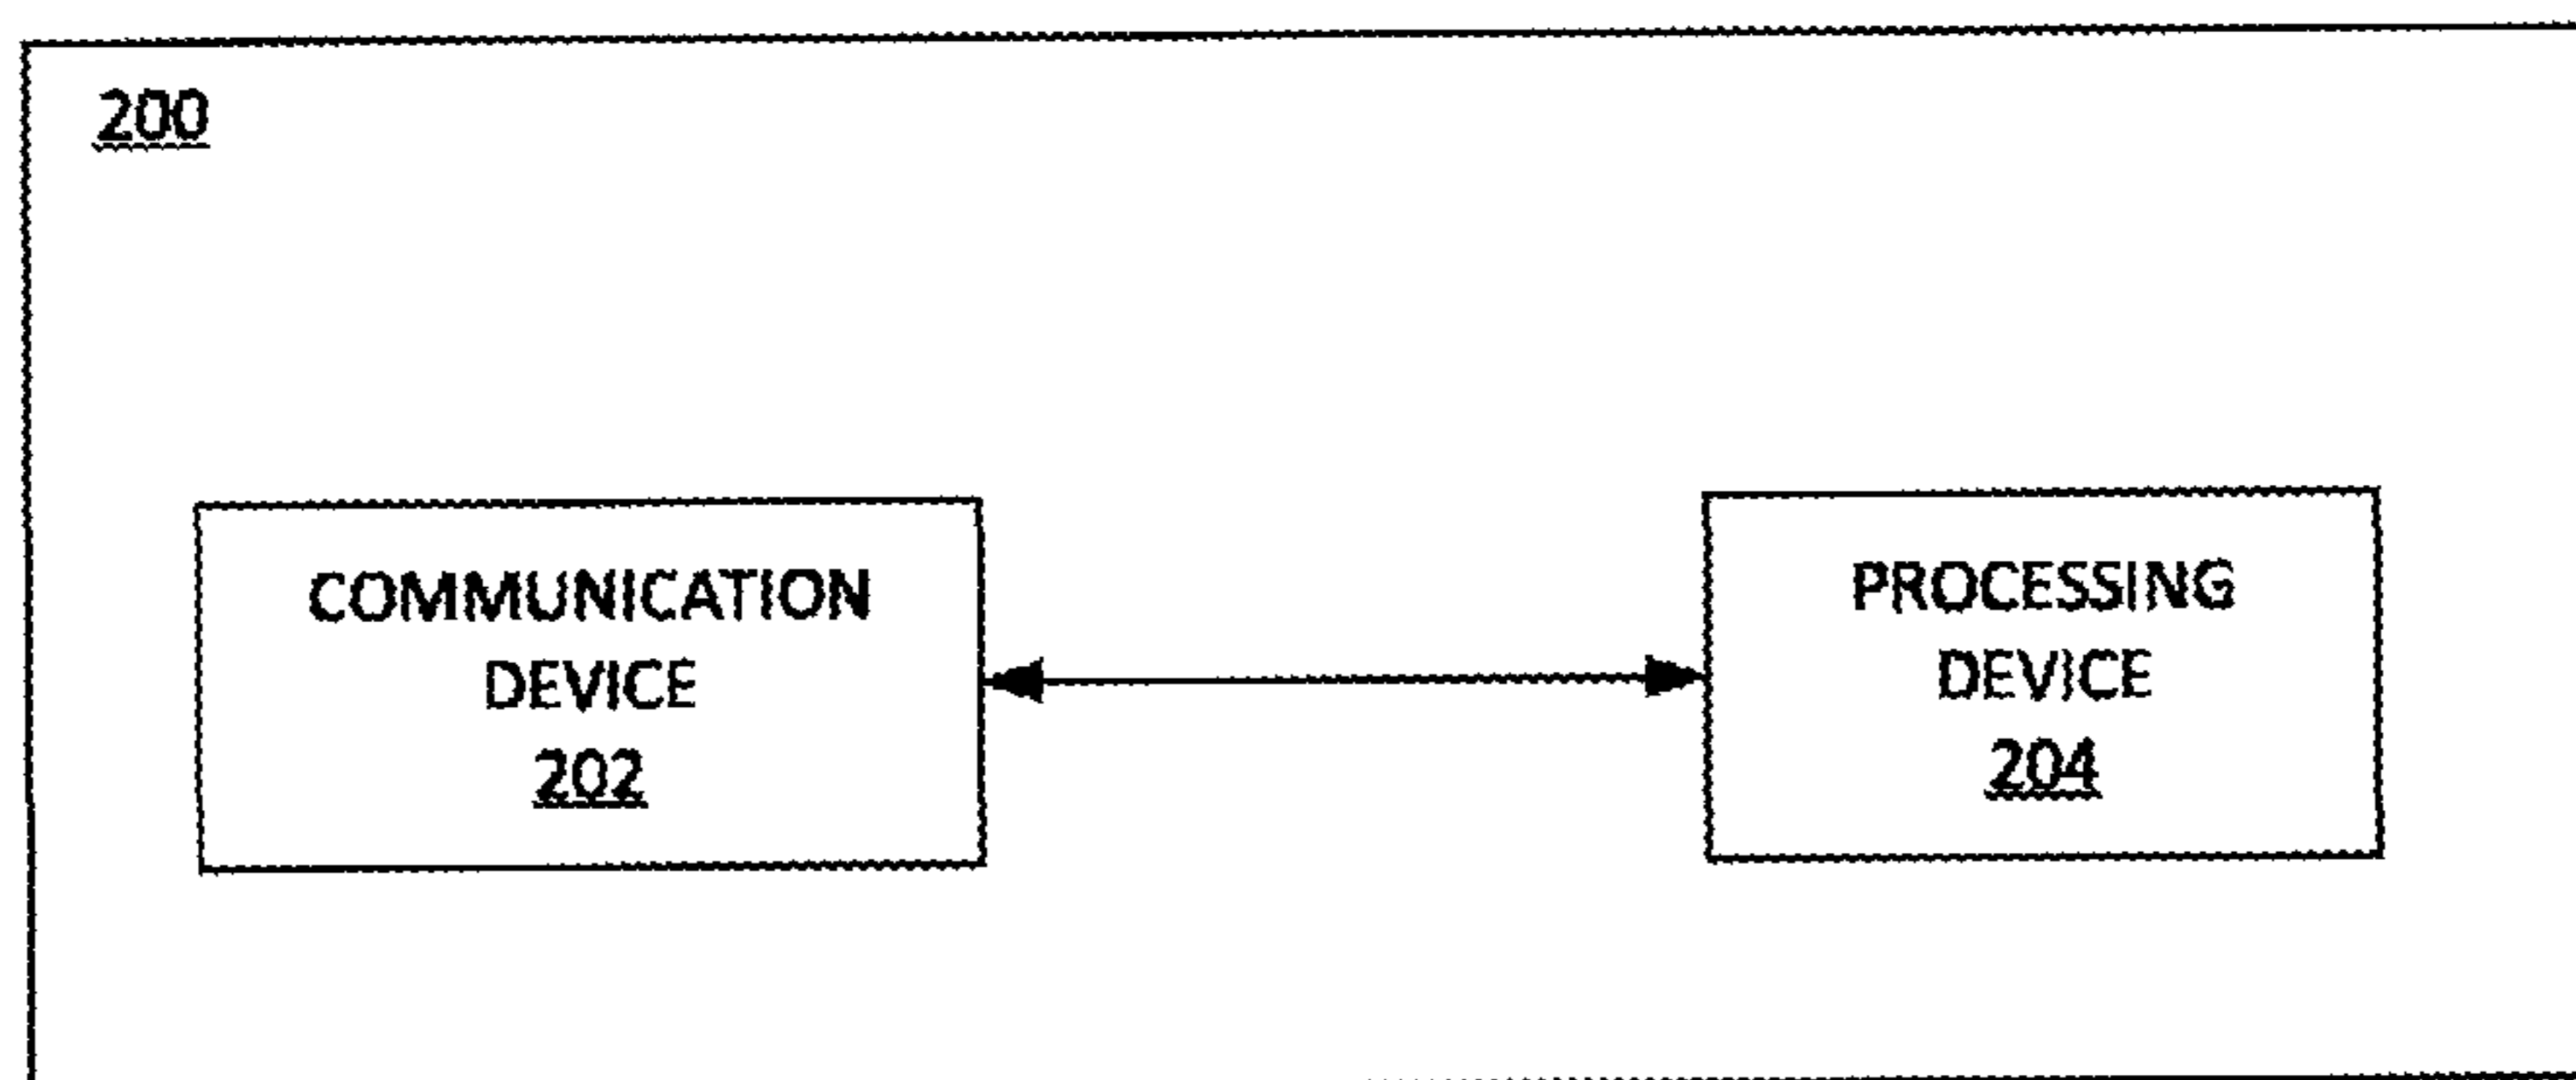 200
COMMUNICATION
DEVICE
202
PROCESSING
DEVICE
204